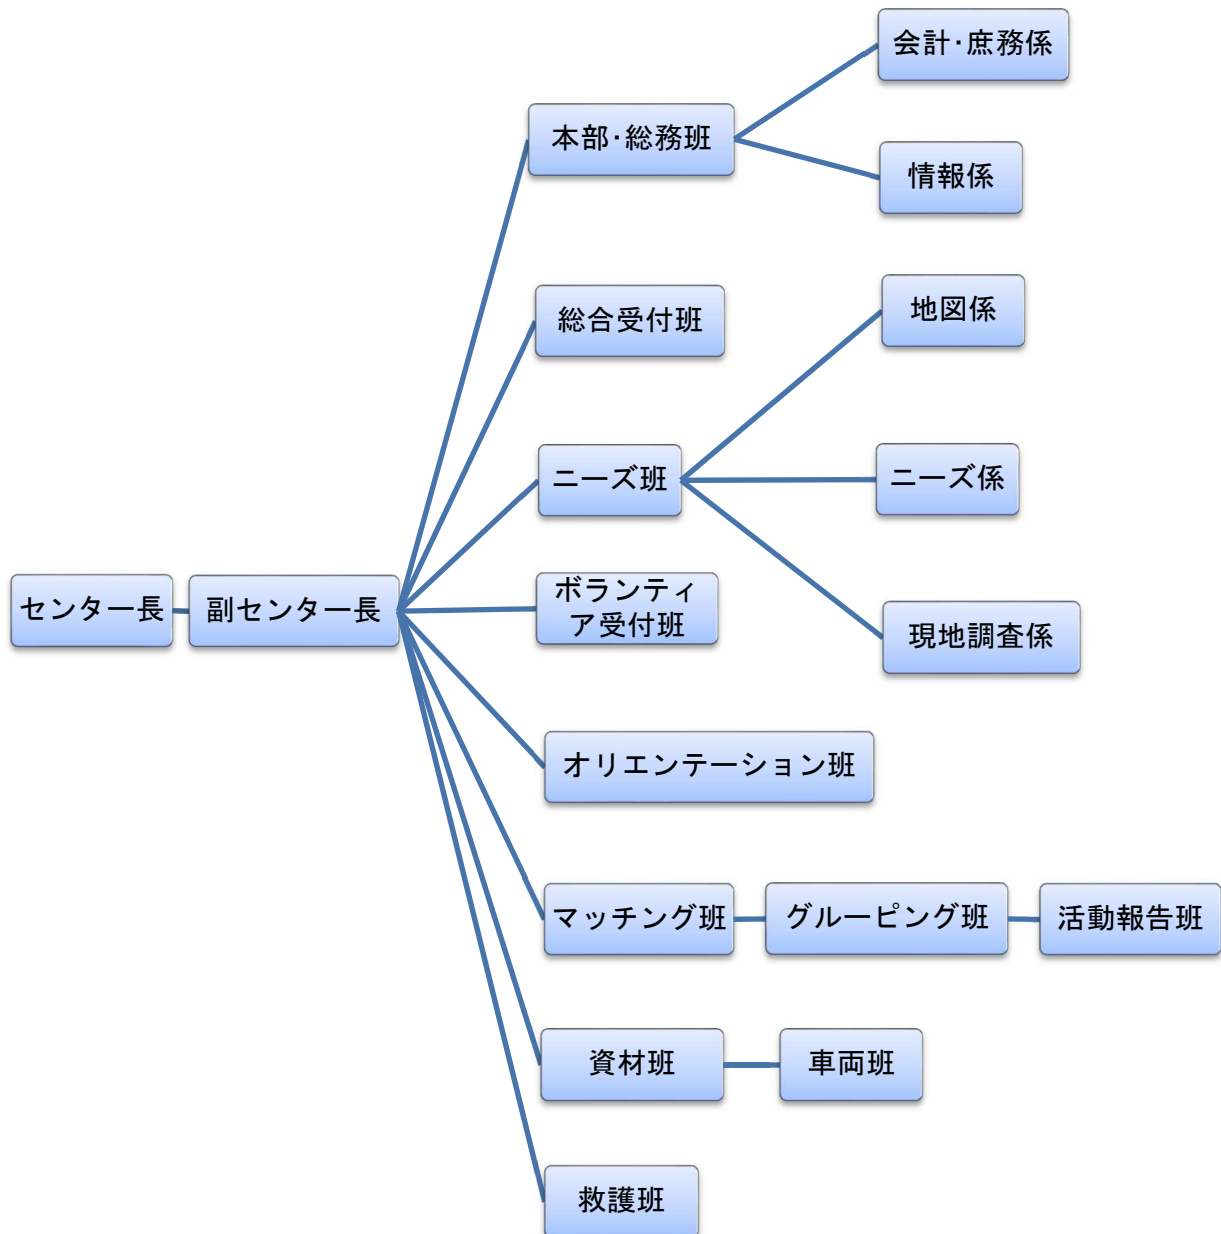 会計・庶務係
本部・総務班
情報係
地図係
総合受付班
ニーズ班
ニーズ係
センター長
副センター長
ボランティ
ア受付班
現地調査係
オリエンテーション班
マッチング班
グルーピング班
活動報告班
資材班
車両班
救護班